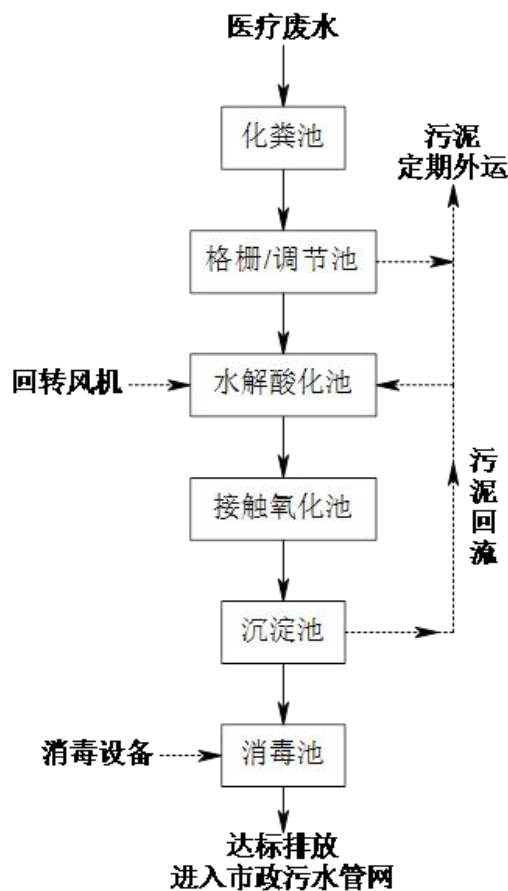 医疗废水
化粪池
污泥
定期外运
格栅/调节池
回转风机
水解酸化池
接触氧化池
污泥回流
沉淀池
消毒设备
消毒池
达标排放
进入市政污水管网